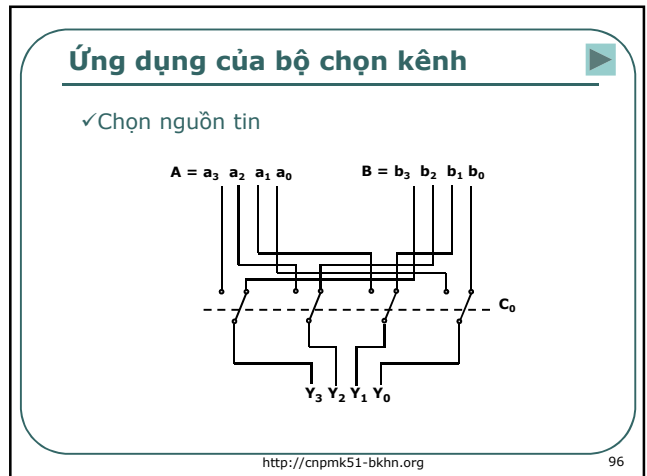 Ứng dụng của bộ chọn kênh
✓Chọn nguồn tin
A = a₃ a₂ a₁ a₀ B = b₃ b₂ b₁ b₀
C₀
Y₃ Y₂ Y₁ Y₀
http://cnpmk51-bkhn.org 96